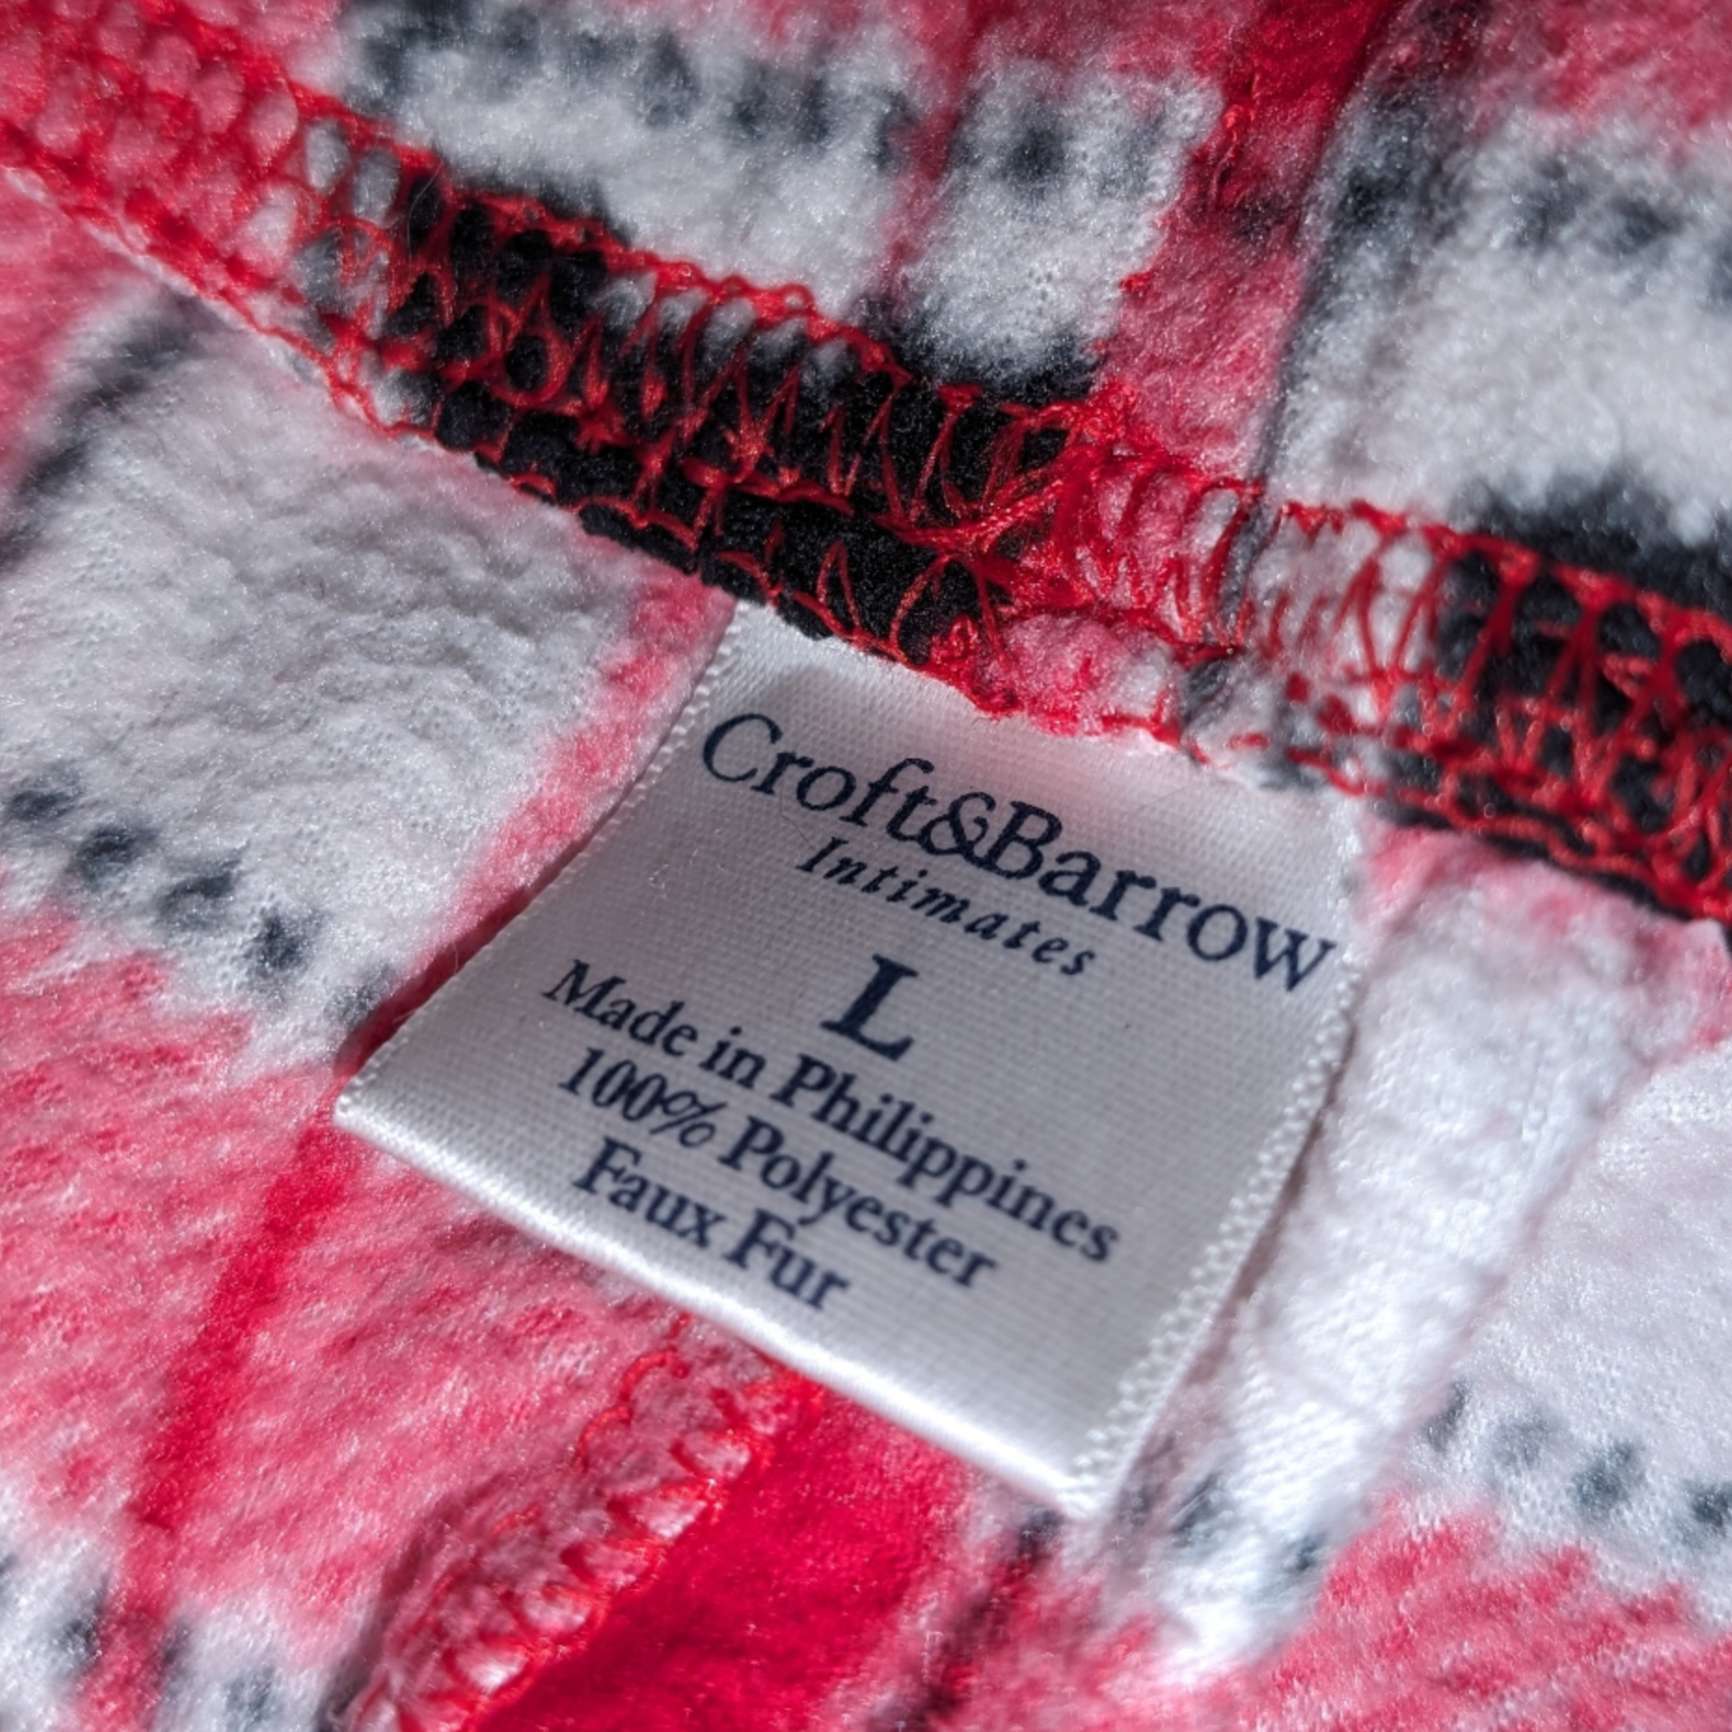 Croft&Barrow
Intimates
L
Made in Philippines
100% Polyester
Faux Fur